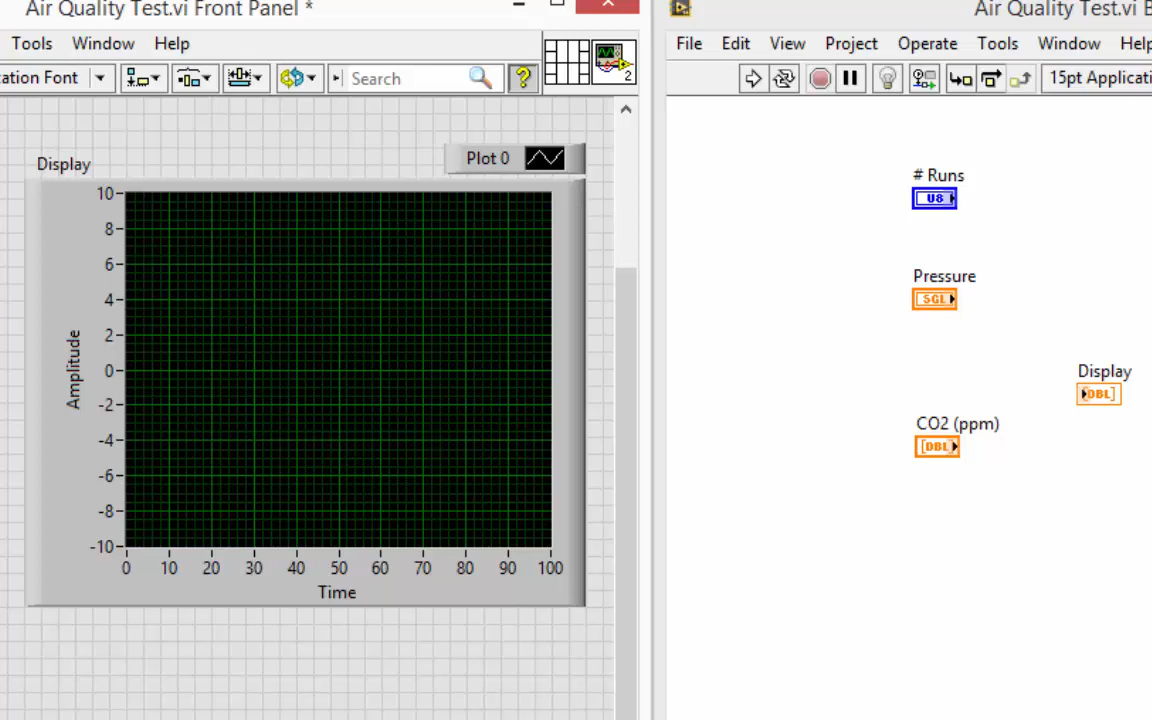 Air Quality Test.vi Front Panel *
Tools Window Help
ation Font
Search
?
2
Display
Plot 0
10
8
6
4
2
0
-2
-4
-6
-8
-10
Amplitude
0 10 20 30 40 50 60 70 80 90 100
Time
Air Quality Test.vi B
File Edit View Project Operate Tools Window Help
15pt Applicati
# Runs
U8
Pressure
SGL
Display
[DBL]
CO2 (ppm)
[DBL]